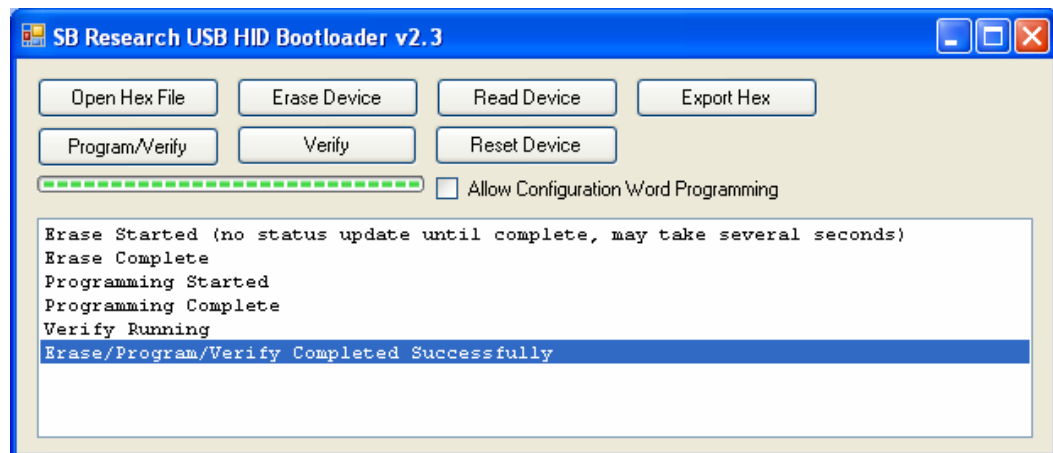 SB Research USB HID Bootloader v2.3
Open Hex File Erase Device Read Device Export Hex
Program/Verify Verify Reset Device
Allow Configuration Word Programming
Erase Started (no status update until complete, may take several seconds)
Erase Complete
Programming Started
Programming Complete
Verify Running
Erase/Program/Verify Completed Successfully